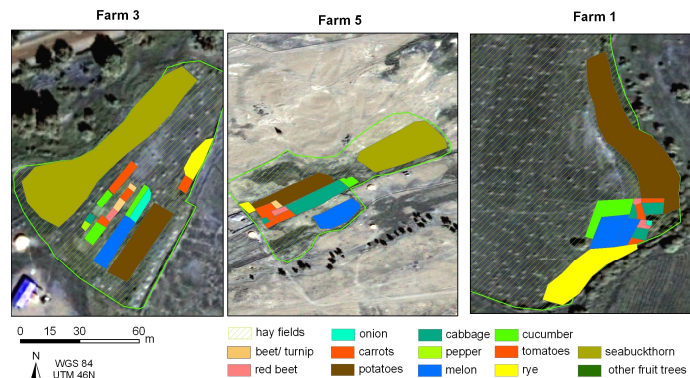 Farm 3
Farm 5
Farm 1
0 15 30 60
m
N
WGS 84
UTM 46N
hay fields
beet/ turnip
red beet
onion
carrots
potatoes
cabbage
pepper
melon
cucumber
tomatoes
rye
seabuckthorn
other fruit trees